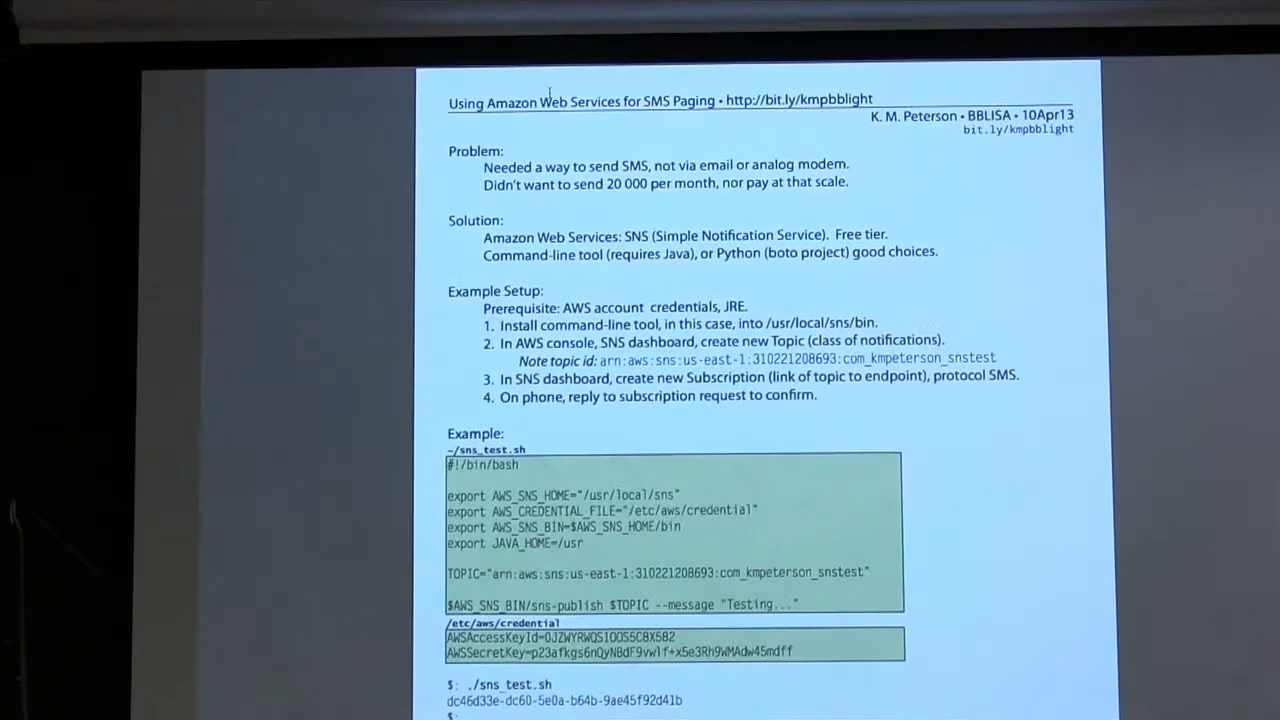 Using Amazon Web Services for SMS Paging • http://bit.ly/kmpbblight
K. M. Peterson • BBLISA • 10Apr13
bit.ly/kmpbblight
Problem:
Needed a way to send SMS, not via email or analog modem.
Didn't want to send 20 000 per month, nor pay at that scale.
Solution:
Amazon Web Services: SNS (Simple Notification Service). Free tier.
Command-line tool (requires Java), or Python (boto project) good choices.
Example Setup:
Prerequisite: AWS account credentials, JRE.
1. Install command-line tool, in this case, into /usr/local/sns/bin.
2. In AWS console, SNS dashboard, create new Topic (class of notifications).
Note topic id: arn:aws:sns:us-east-1:310221208693:com_kmpeterson_snstest
3. In SNS dashboard, create new Subscription (link of topic to endpoint), protocol SMS.
4. On phone, reply to subscription request to confirm.
Example:
~/sns_test.sh
#!/bin/bash
export AWS_SNS_HOME="/usr/local/sns"
export AWS_CREDENTIAL_FILE="/etc/aws/credential"
export AWS_SNS_BIN=$AWS_SNS_HOME/bin
export JAVA_HOME=/usr
TOPIC="arn:aws:sns:us-east-1:310221208693:com_kmpeterson_snstest"
$AWS_SNS_BIN/sns-publish $TOPIC --message "Testing..."
/etc/aws/credential
AWSAccessKeyId=0JZWYRWQSIOOS5C8X582
AWSSecretKey=p23afkgs6nQyNBdF9vwlf+x5e3Rh9WMAdw45mdff
$: ./sns_test.sh
dc46d33e-dc60-5e0a-b64b-9ae45f92d41b
$: